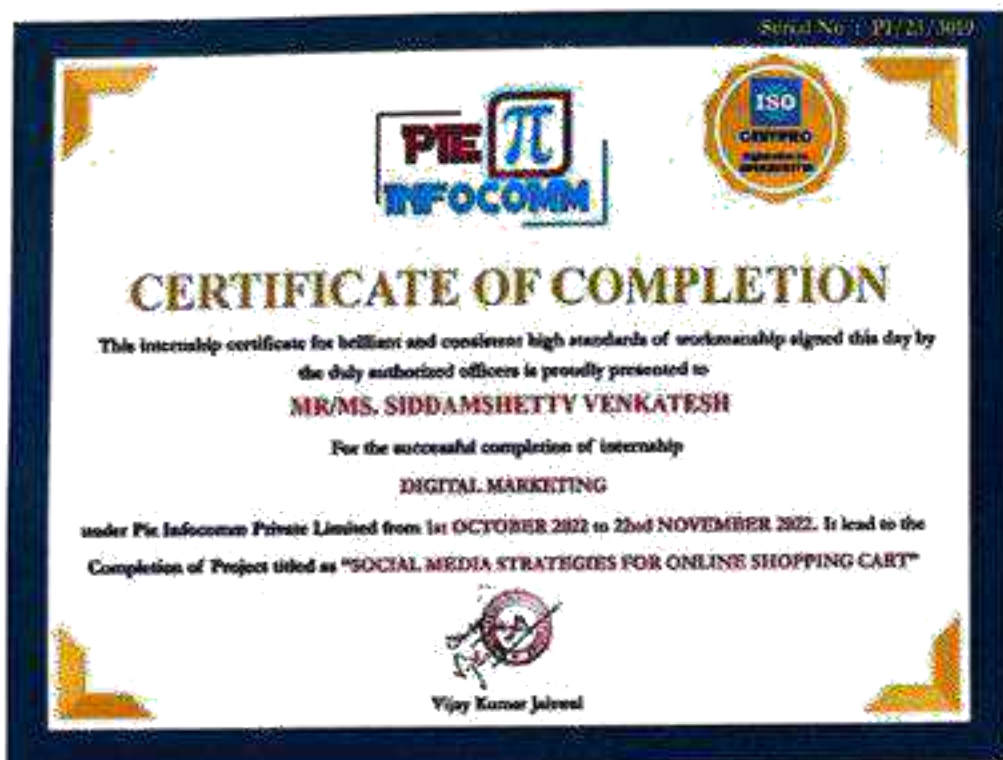 Serial No : PI/23/3019
PIE π
INFOCOMM
ISO
CERTPRO
CERTIFICATE OF COMPLETION
This internship certificate for brilliant and consistent high standards of workmanship signed this day by
the duly authorized officers is proudly presented to
MR/MS. SIDDAMSHETTY VENKATESH
For the successful completion of internship
DIGITAL MARKETING
under Pie Infocomm Private Limited from 1st OCTOBER 2022 to 22nd NOVEMBER 2022. It lead to the
Completion of Project titled as "SOCIAL MEDIA STRATEGIES FOR ONLINE SHOPPING CART"
Vijay Kumar Jaiswal